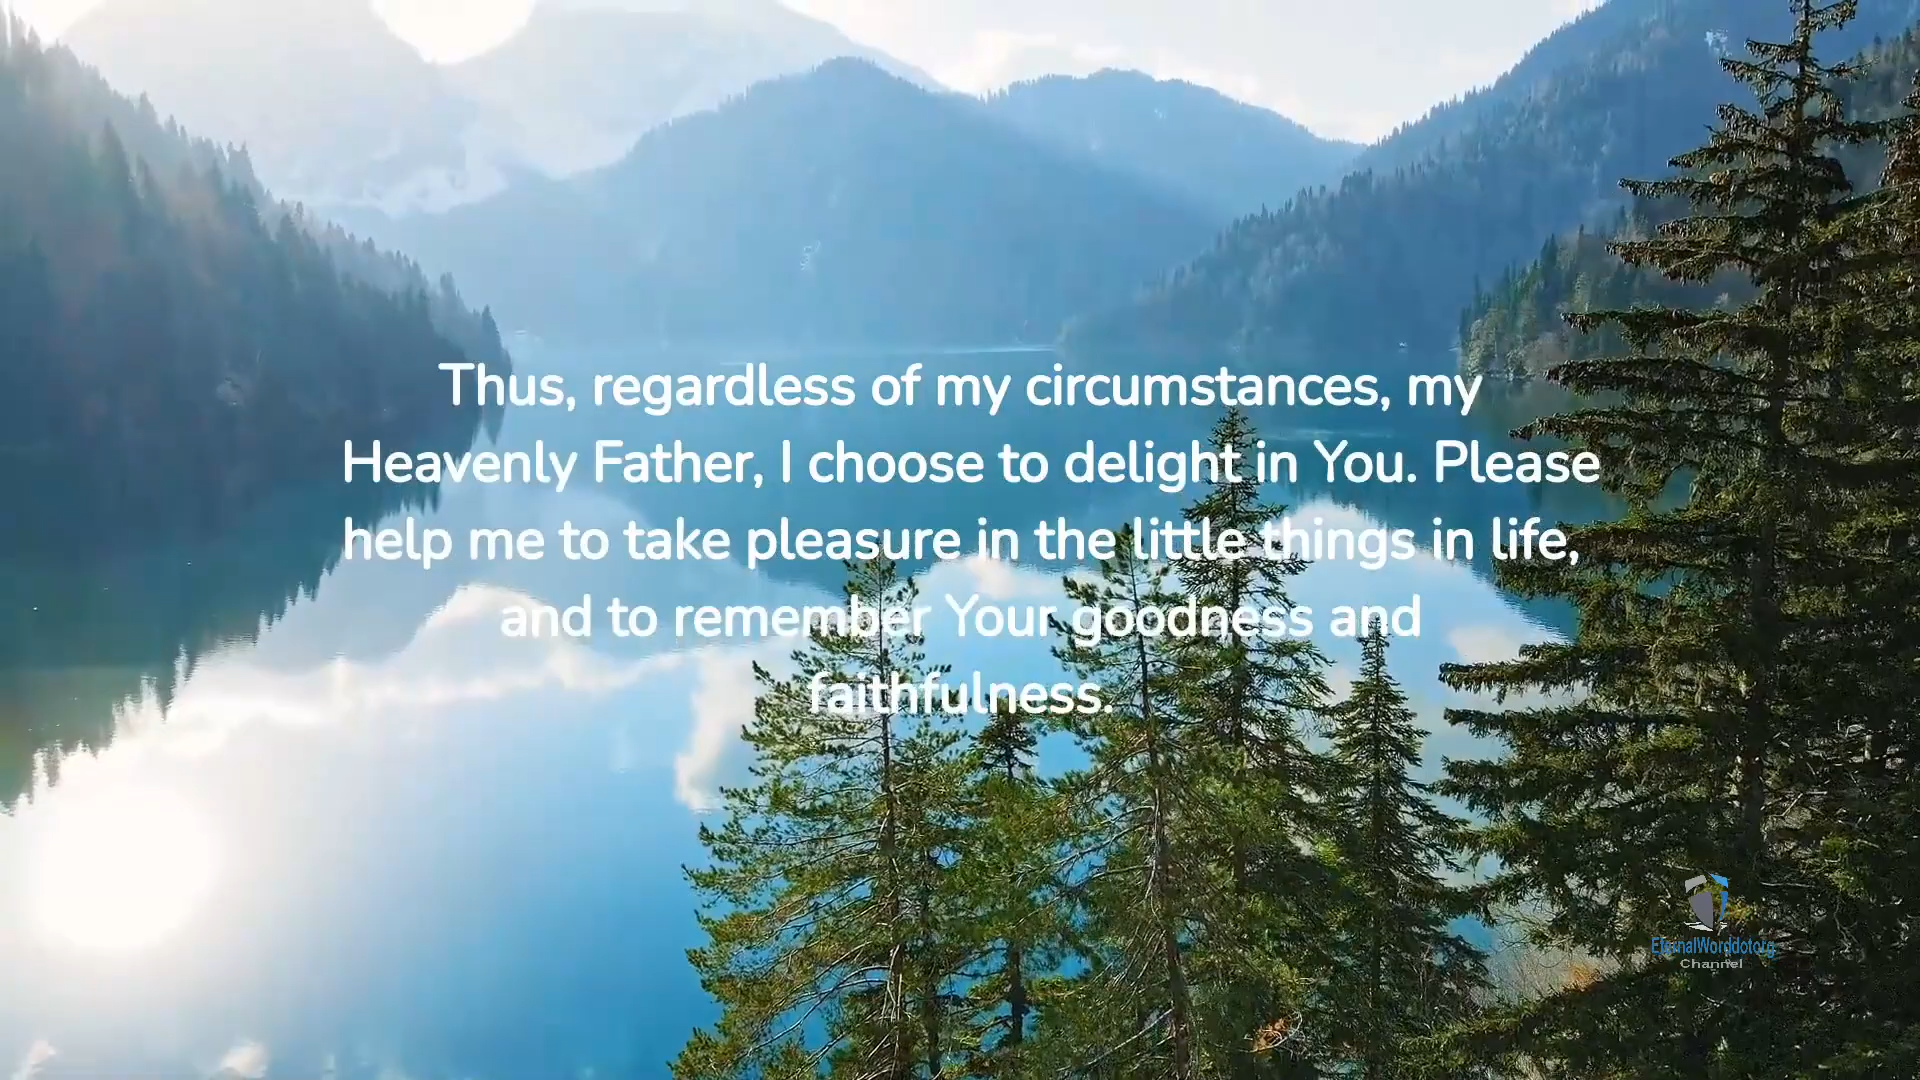 Thus, regardless of my circumstances, my
Heavenly Father, I choose to delight in You. Please
help me to take pleasure in the little things in life,
and to remember Your goodness and
faithfulness.
EternalWorddotorg
Channel